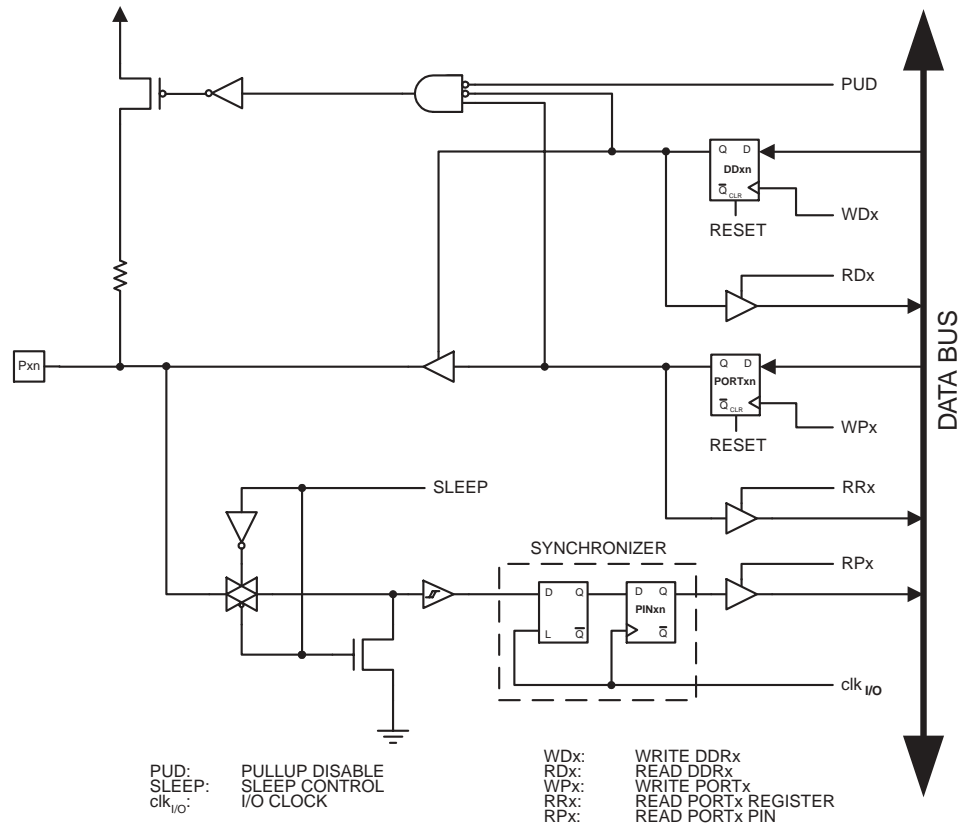 PUD
Q D
DDxn
Q CLR
WDx
RESET
RDx
Pxn
Q D
PORTxn
Q CLR
WPx
RESET
DATA BUS
SLEEP
RRx
SYNCHRONIZER
RPx
D Q
L Q
D Q
PINxn
Q
clk I/O
PUD: PULLUP DISABLE
SLEEP: SLEEP CONTROL
clkI/O: I/O CLOCK
WDx: WRITE DDRx
RDx: READ DDRx
WPx: WRITE PORTx
RRx: READ PORTx REGISTER
RPx: READ PORTx PIN